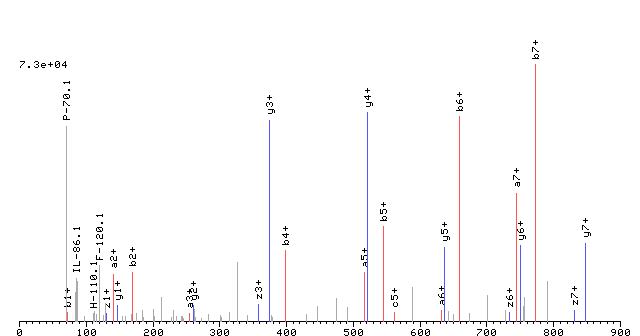 7.3e+04
P-70.1
b1+
IL-86.1
H-110.1
F-120.1
z1+
a2+
y1+
b2+
a3+
y2+
z3+
y3+
b4+
a5+
y4+
b5+
c5+
a6+
y5+
b6+
z6+
a7+
y6+
b7+
z7+
y7+
0 100 200 300 400 500 600 700 800 900